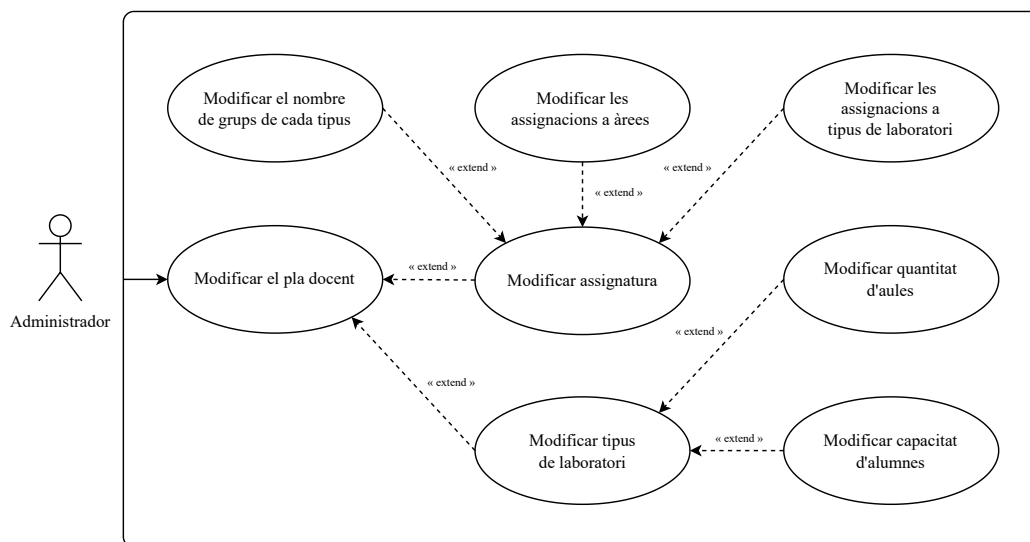 Modificar el nombre
de grups de cada tipus
Modificar les
assignacions a àrees
Modificar les
assignacions a
tipus de laboratori
« extend »
« extend »
« extend »
Administrador
Modificar el pla docent
« extend »
Modificar assignatura
Modificar quantitat
d'aules
« extend »
« extend »
Modificar tipus
de laboratori
« extend »
Modificar capacitat
d'alumnes